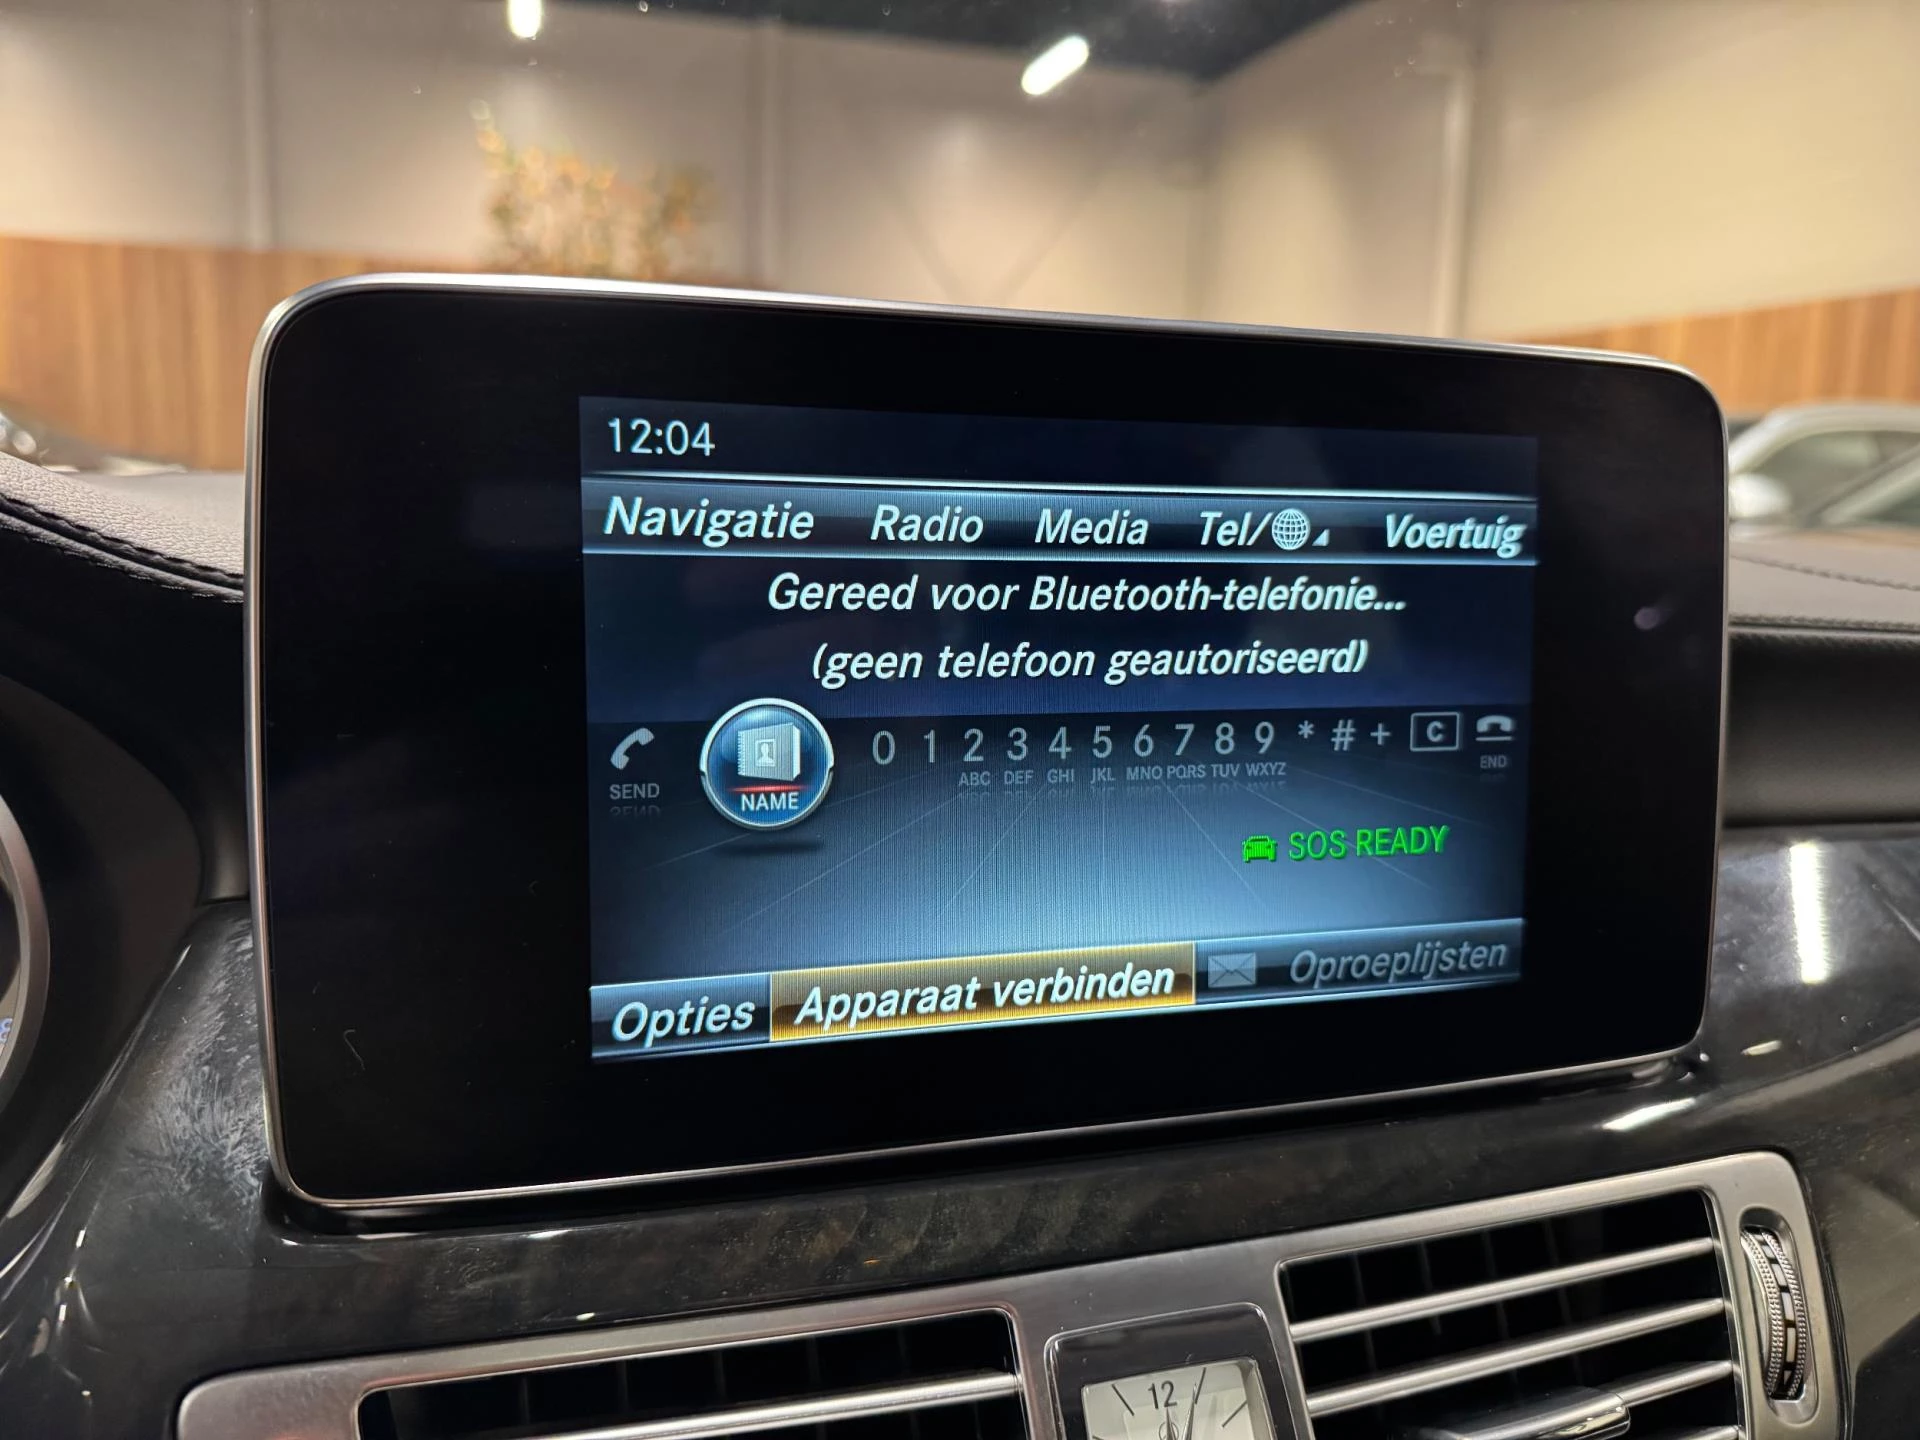 12:04
Navigatie Radio Media Tel/ Voertuig
Gereed voor Bluetooth-telefonie...
(geen telefoon geautoriseerd)
SEND NAME 0 1 2 3 4 5 6 7 8 9 * # + C END
ABC DEF GHI JKL MNO PQRS TUV WXYZ
SOS READY
Opties Apparaat verbinden Oproeplijsten
12